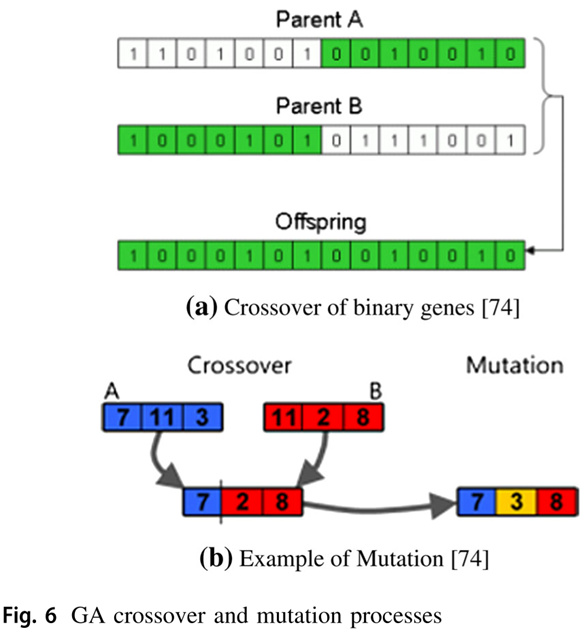 Parent A
1 1 0 1 0 0 1 0 0 1 0 0 1 0
Parent B
1 0 0 0 1 0 1 0 1 1 1 0 0 1
Offspring
1 0 0 0 1 0 1 0 0 1 0 0 1 0
(a) Crossover of binary genes [74]
Crossover Mutation
A B
7 11 3 11 2 8
7 2 8 7 3 8
(b) Example of Mutation [74]
Fig. 6 GA crossover and mutation processes